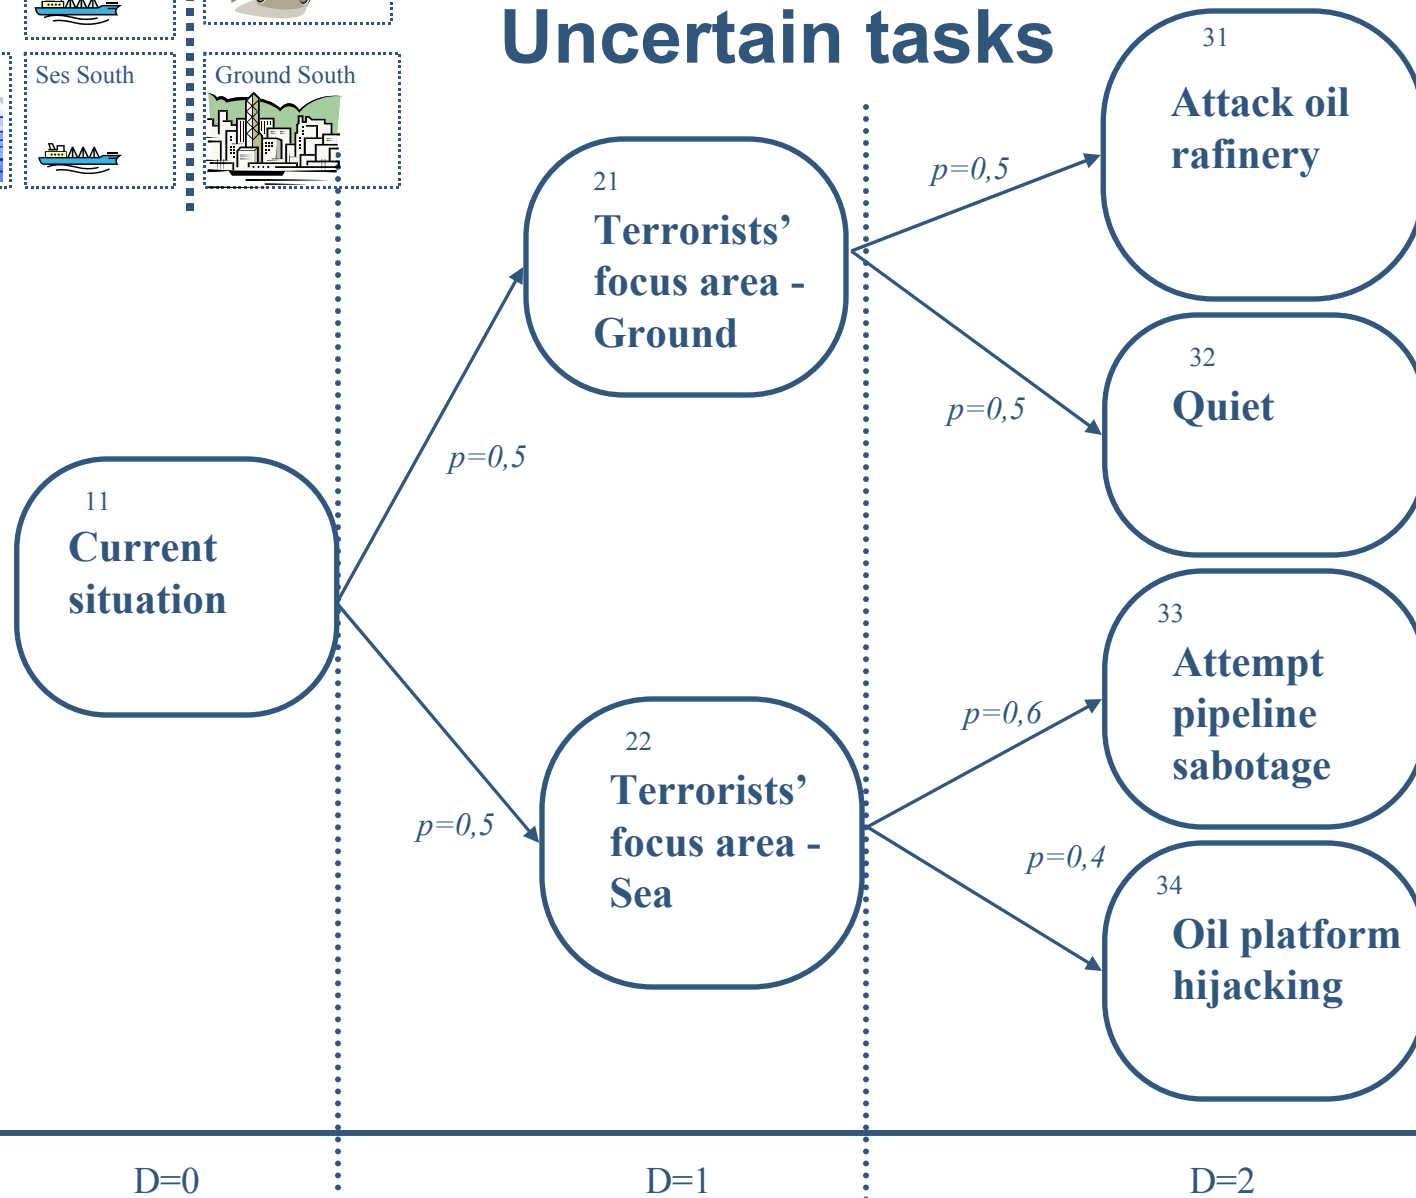 Uncertain tasks
Ses South
Ground South
31
Attack oil
rafinery
p=0,5
21
Terrorists’
focus area -
Ground
32
Quiet
p=0,5
p=0,5
11
Current
situation
33
Attempt
pipeline
sabotage
p=0,6
22
Terrorists’
focus area -
Sea
p=0,5
p=0,4
34
Oil platform
hijacking
D=0
D=1
D=2